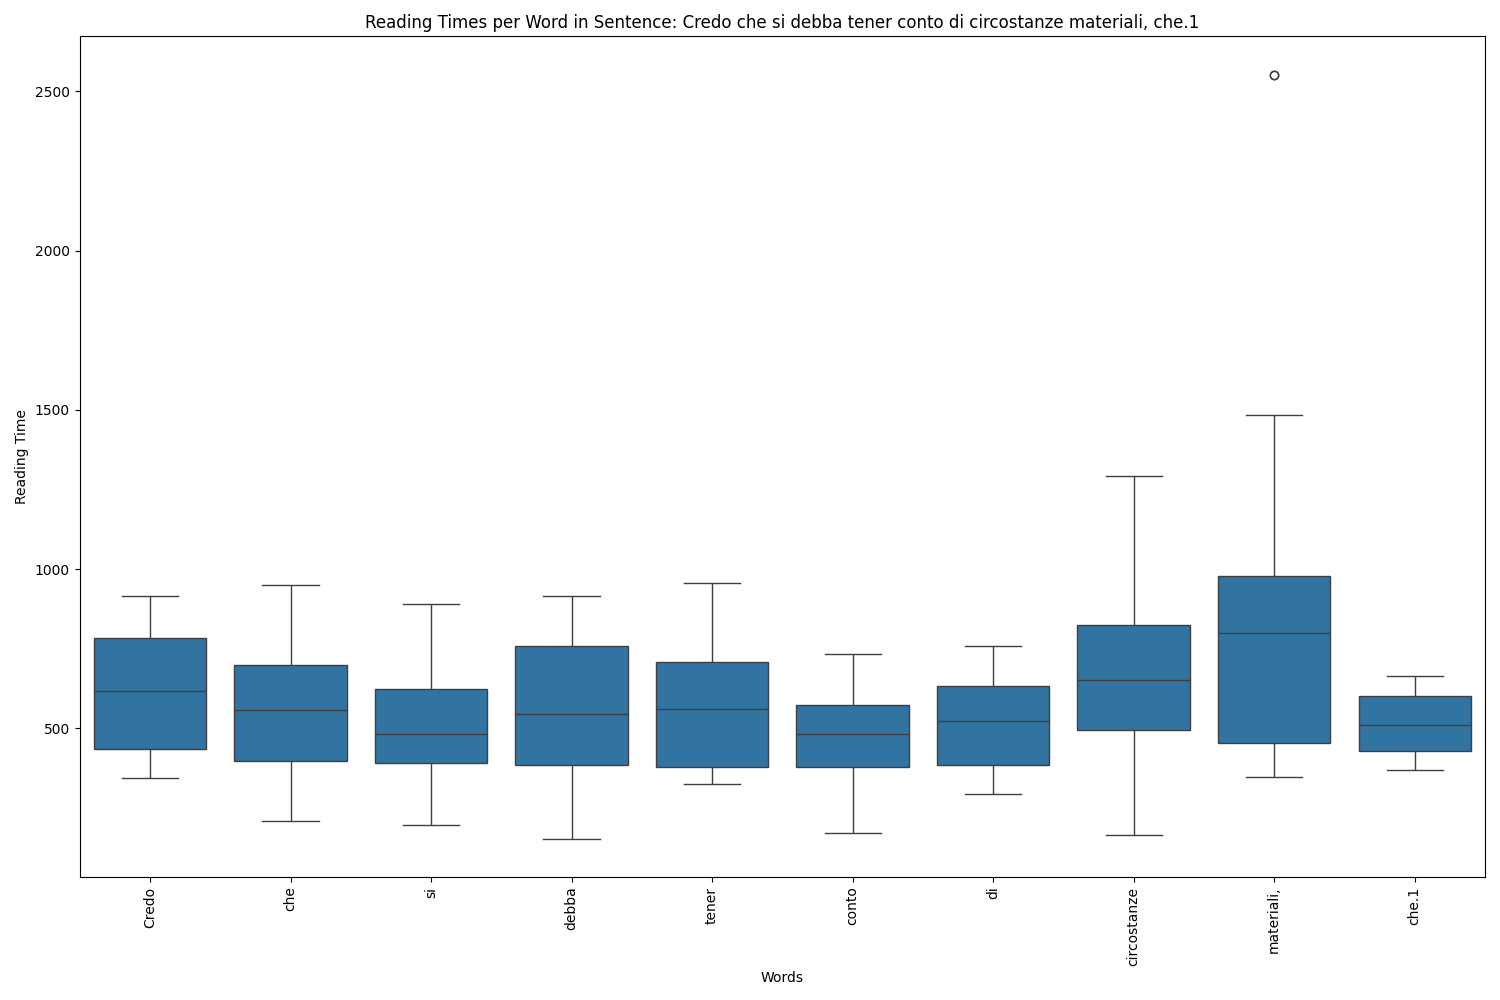 Reading Times per Word in Sentence: Credo che si debba tener conto di circostanze materiali, che.1
2500
2000
1500
1000
500
Reading Time
Credo
che
si
debba
tener
conto
di
circostanze
materiali,
che.1
Words